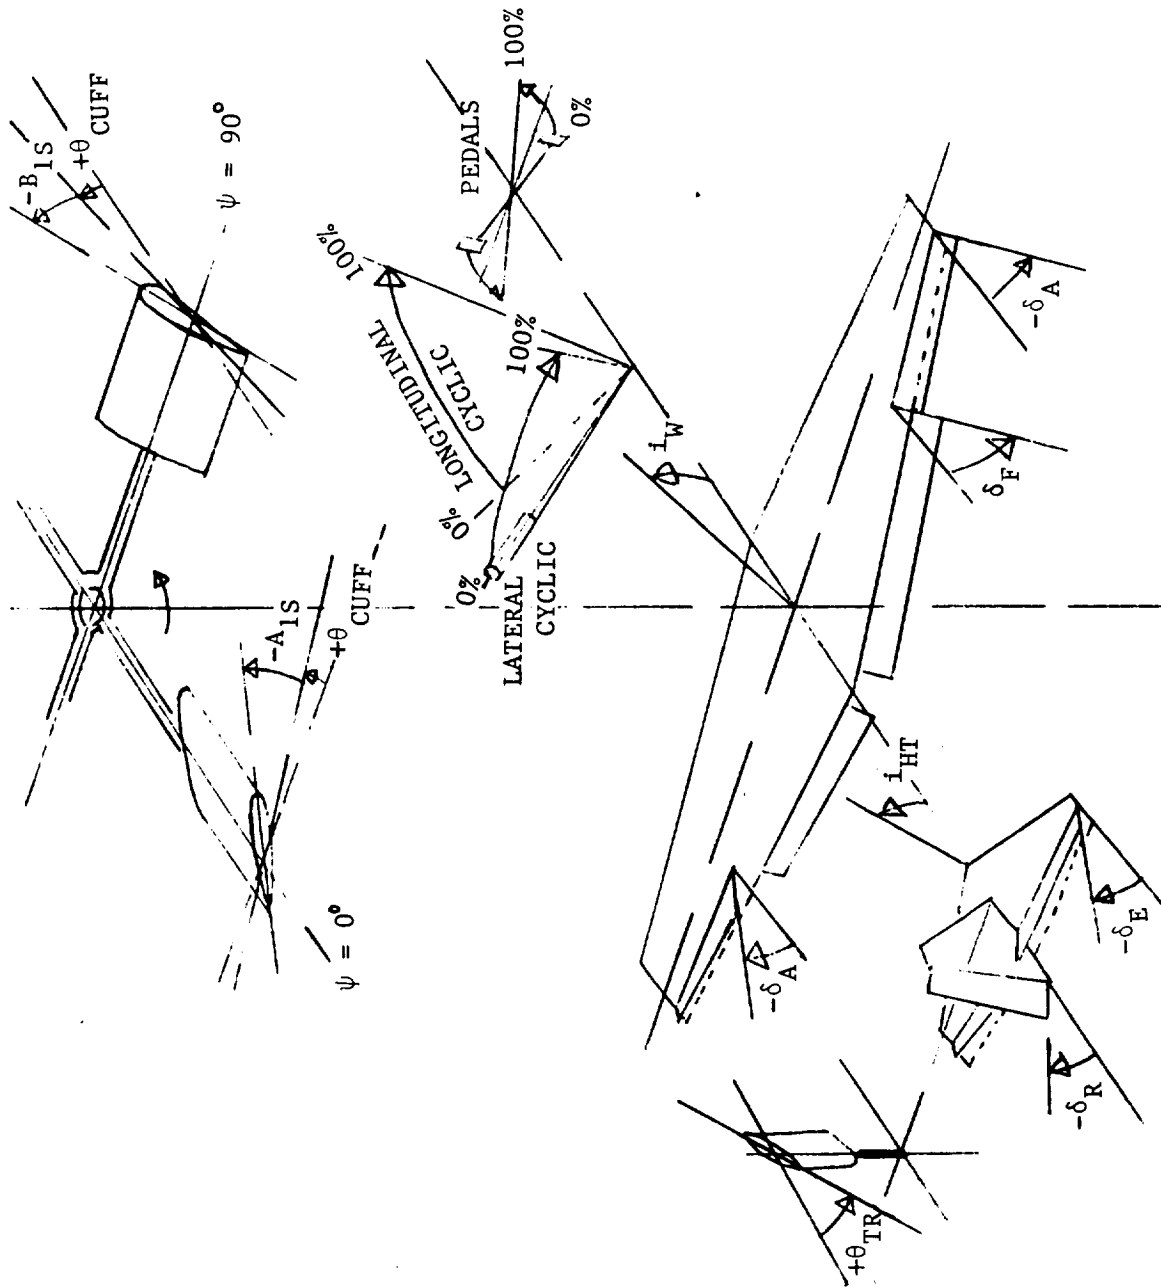 -B1S
+θCUFF
ψ = 90°
-A1S
+θCUFF
ψ = 0°
100%
PEDALS
0%
100%
LONGITUDINAL
CYCLIC
0%
100%
0%
LATERAL
CYCLIC
iW
-δA
δF
iHT
-δA
-δE
-δR
+θTR